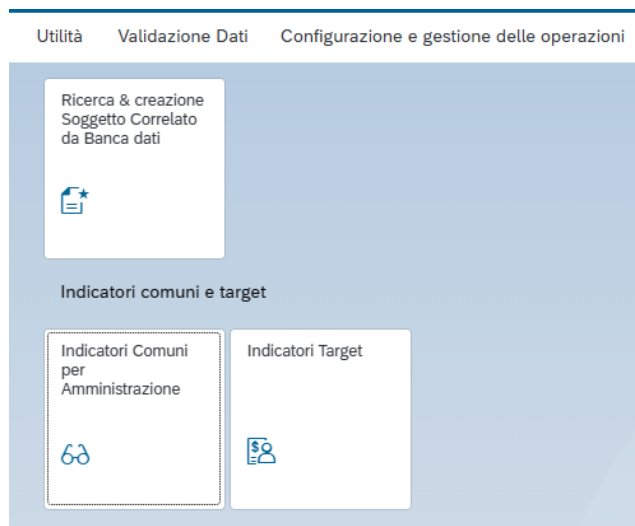 Utilità Validazione Dati Configurazione e gestione delle operazioni
Ricerca & creazione
Soggetto Correlato
da Banca dati
Indicatori comuni e target
Indicatori Comuni
per
Amministrazione
Indicatori Target